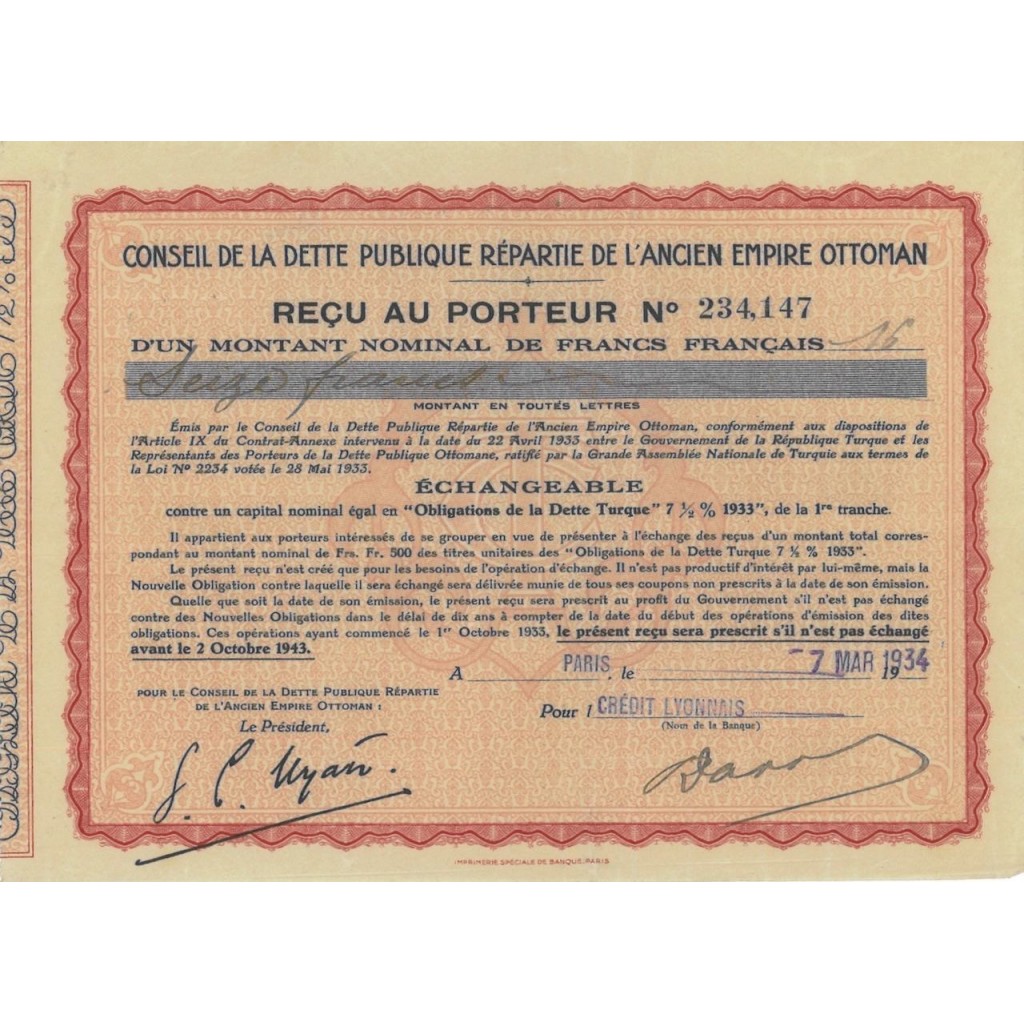 CONSEIL DE LA DETTE PUBLIQUE RÉPARTIE DE L'ANCIEN EMPIRE OTTOMAN
REÇU AU PORTEUR Nº 234,147
D'UN MONTANT NOMINAL DE FRANCS FRANÇAIS 16
Seize francs
MONTANT EN TOUTES LETTRES
Émis par le Conseil de la Dette Publique Répartie de l'Ancien Empire Ottoman, conformément aux dispositions de
l'Article IX du Contrat-Annexe intervenu à la date du 22 Avril 1933 entre le Gouvernement de la République Turque et les
Représentants des Porteurs de la Dette Publique Ottomane, ratifié par la Grande Assemblée Nationale de Turquie aux termes de
la Loi Nº 2234 votée le 28 Mai 1933.
ÉCHANGEABLE
contre un capital nominal égal en "Obligations de la Dette Turque" 7 ½ % 1933", de la 1re tranche.
Il appartient aux porteurs intéressés de se grouper en vue de présenter à l'échange des reçus d'un montant total corres-
pondant au montant nominal de Frs. Fr. 500 des titres unitaires des "Obligations de la Dette Turque 7 ½ % 1933".
Le présent reçu n'est créé que pour les besoins de l'opération d'échange. Il n'est pas productif d'intérêt par lui-même, mais la
Nouvelle Obligation contre laquelle il sera échangé sera délivrée munie de tous ses coupons non prescrits à la date de son émission.
Quelle que soit la date de son émission, le présent reçu sera prescrit au profit du Gouvernement s'il n'est pas échangé
contre des Nouvelles Obligations dans le délai de dix ans à compter de la date du début des opérations d'émission des dites
obligations. Ces opérations ayant commencé le 1er Octobre 1933, le présent reçu sera prescrit s'il n'est pas échangé
avant le 2 Octobre 1943.
A PARIS, le 7 MAR 1934
POUR LE CONSEIL DE LA DETTE PUBLIQUE RÉPARTIE
DE L'ANCIEN EMPIRE OTTOMAN :
Le Président,
Pour l CRÉDIT LYONNAIS
(Nom de la Banque)
IMPRIMERIE SPÉCIALE DE BANQUE, PARIS